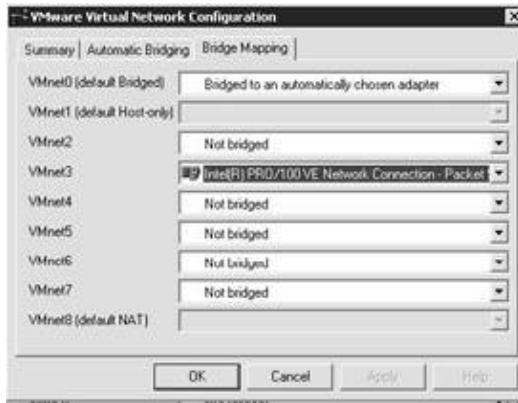 VMware Virtual Network Configuration
Summary Automatic Bridging Bridge Mapping
VMnet0 (default Bridged) Bridged to an automatically chosen adapter
VMnet1 (default Host-only)
VMnet2 Not bridged
VMnet3 Intel(R) PRO/100 VE Network Connection - Packet
VMnet4 Not bridged
VMnet5 Not bridged
VMnet6 Not bridged
VMnet7 Not bridged
VMnet8 (default NAT)
OK Cancel Apply Help